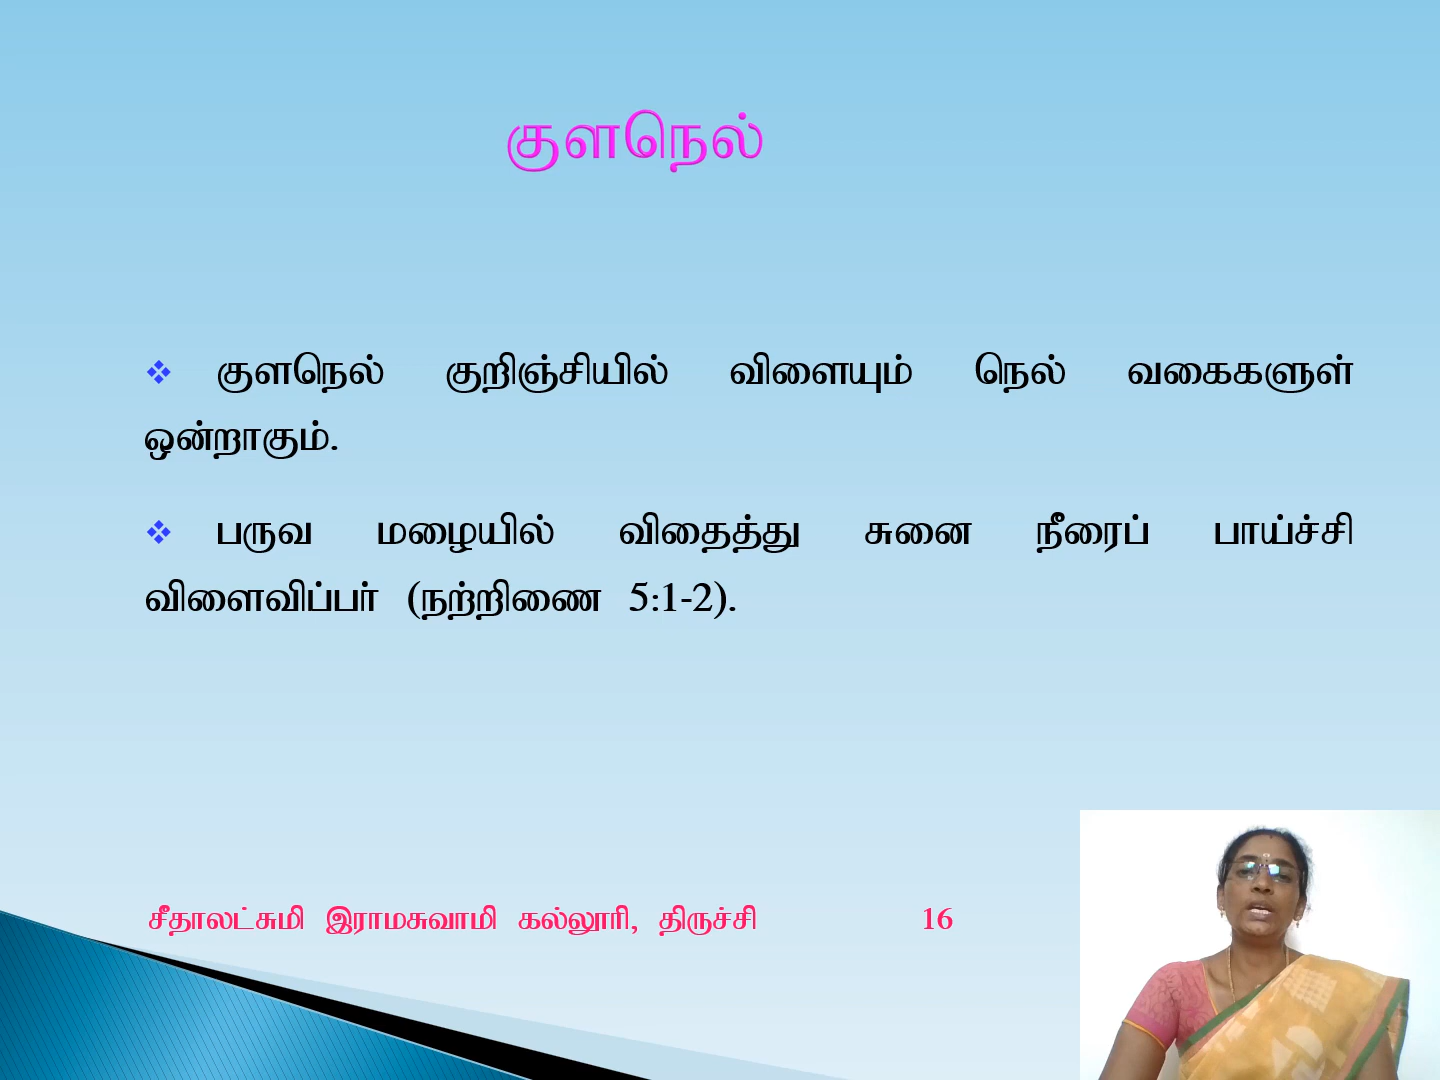 குளநெல்
❖ குளநெல் குறிஞ்சியில் விளையும் நெல் வகைகளுள்
ஒன்றாகும்.
❖ பருவ மழையில் விதைத்து சுனை நீரைப் பாய்ச்சி
விளைவிப்பர் (நற்றிணை 5:1-2).
சீதாலட்சுமி இராமசுவாமி கல்லூரி, திருச்சி 16